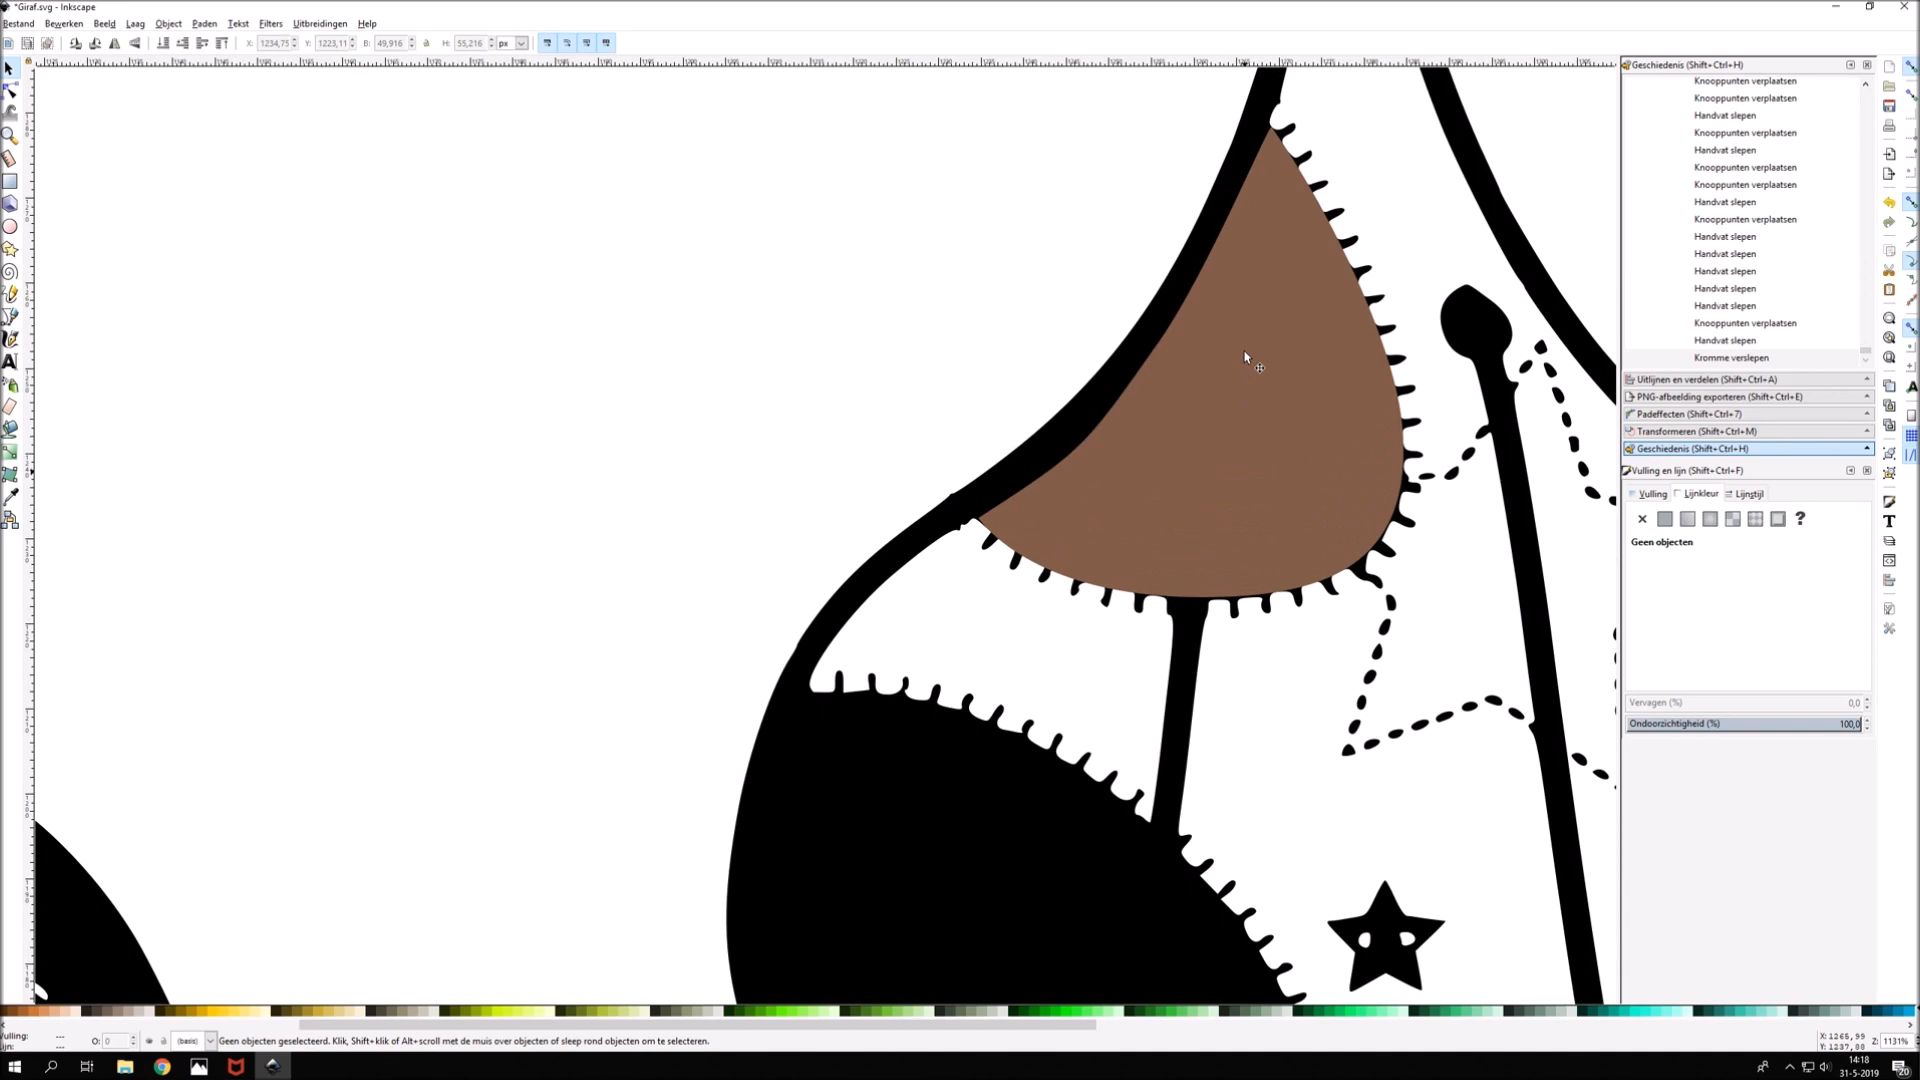 *Giraf.svg - Inkscape
Bestand Bewerken Beeld Laag Object Paden Tekst Filters Uitbreidingen Help
X: 1234,75 Y: 1223,11 B: 49,916 H: 55,216 px
Geschiedenis (Shift+Ctrl+H)
Knooppunten verplaatsen
Knooppunten verplaatsen
Handvat slepen
Knooppunten verplaatsen
Handvat slepen
Knooppunten verplaatsen
Knooppunten verplaatsen
Handvat slepen
Knooppunten verplaatsen
Handvat slepen
Handvat slepen
Handvat slepen
Handvat slepen
Handvat slepen
Knooppunten verplaatsen
Handvat slepen
Kromme verslepen
Uitlijnen en verdelen (Shift+Ctrl+A)
PNG-afbeelding exporteren (Shift+Ctrl+E)
Padeffecten (Shift+Ctrl+7)
Transformeren (Shift+Ctrl+M)
Geschiedenis (Shift+Ctrl+H)
Vulling en lijn (Shift+Ctrl+F)
Vulling Lijnkleur Lijnstijl
?
Geen objecten
Vervagen (%) 0,0
Ondoorzichtigheid (%) 100,0
Vulling:
Lijn:
O: 0 (basis) Geen objecten geselecteerd. Klik, Shift+klik of Alt+scroll met de muis over objecten of sleep rond objecten om te selecteren.
X:1265,99
Y:1237,00
Z: 1131%
14:18
31-5-2019
20